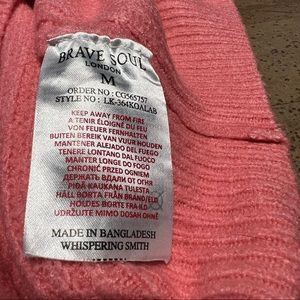 BRAVE SOUL
LONDON
M
ORDER NO : CG565757
STYLE NO : LK-364KOALAB
KEEP AWAY FROM FIRE
A TENIR ÉLOIGNÉ DU FEU
VON FEUER FERNHALTEN
BUITEN BEREIK VAN VUUR HOUDEN
MANTENER ALEJADO DEL FUEGO
TENERE LONTANO DAL FUOCO
MANTER LONGE DO FOGO
CHRONIĆ PRZED OGNIEM
ДЕРЖАТЬ ВДАЛИ ОТ ОГНЯ
PIDÄ KAUKANA TULESTA
HÅLL BORTA FRÅN BRAND/ELD
HOLDES BORTE FRA ILD
UDRŽUJTE MIMO DOSAH OHNĚ
MADE IN BANGLADESH
WHISPERING SMITH